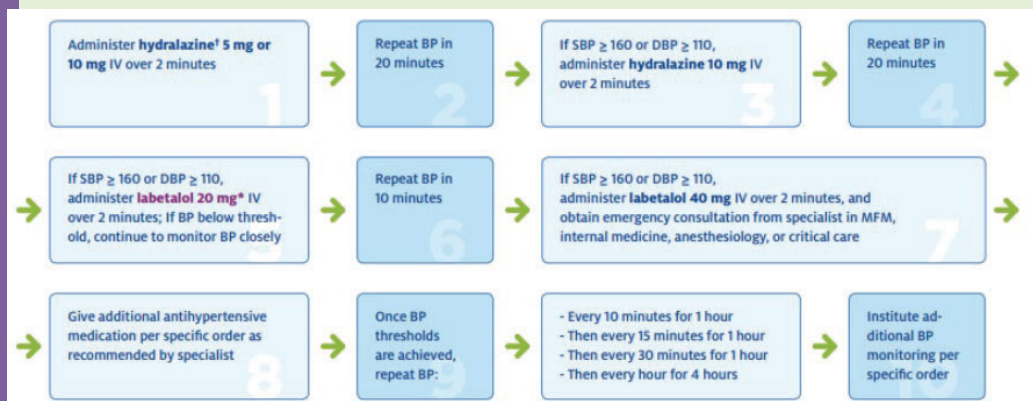 Administer hydralazine† 5 mg or
10 mg IV over 2 minutes
1
Repeat BP in
20 minutes
2
If SBP ≥ 160 or DBP ≥ 110,
administer hydralazine 10 mg IV
over 2 minutes
3
Repeat BP in
20 minutes
4
If SBP ≥ 160 or DBP ≥ 110,
administer labetalol 20 mg* IV
over 2 minutes; If BP below thresh-
old, continue to monitor BP closely
5
Repeat BP in
10 minutes
6
If SBP ≥ 160 or DBP ≥ 110,
administer labetalol 40 mg IV over 2 minutes, and
obtain emergency consultation from specialist in MFM,
internal medicine, anesthesiology, or critical care
7
Give additional antihypertensive
medication per specific order as
recommended by specialist
8
Once BP
thresholds
are achieved,
repeat BP:
9
- Every 10 minutes for 1 hour
- Then every 15 minutes for 1 hour
- Then every 30 minutes for 1 hour
- Then every hour for 4 hours
Institute ad-
ditional BP
monitoring per
specific order
10